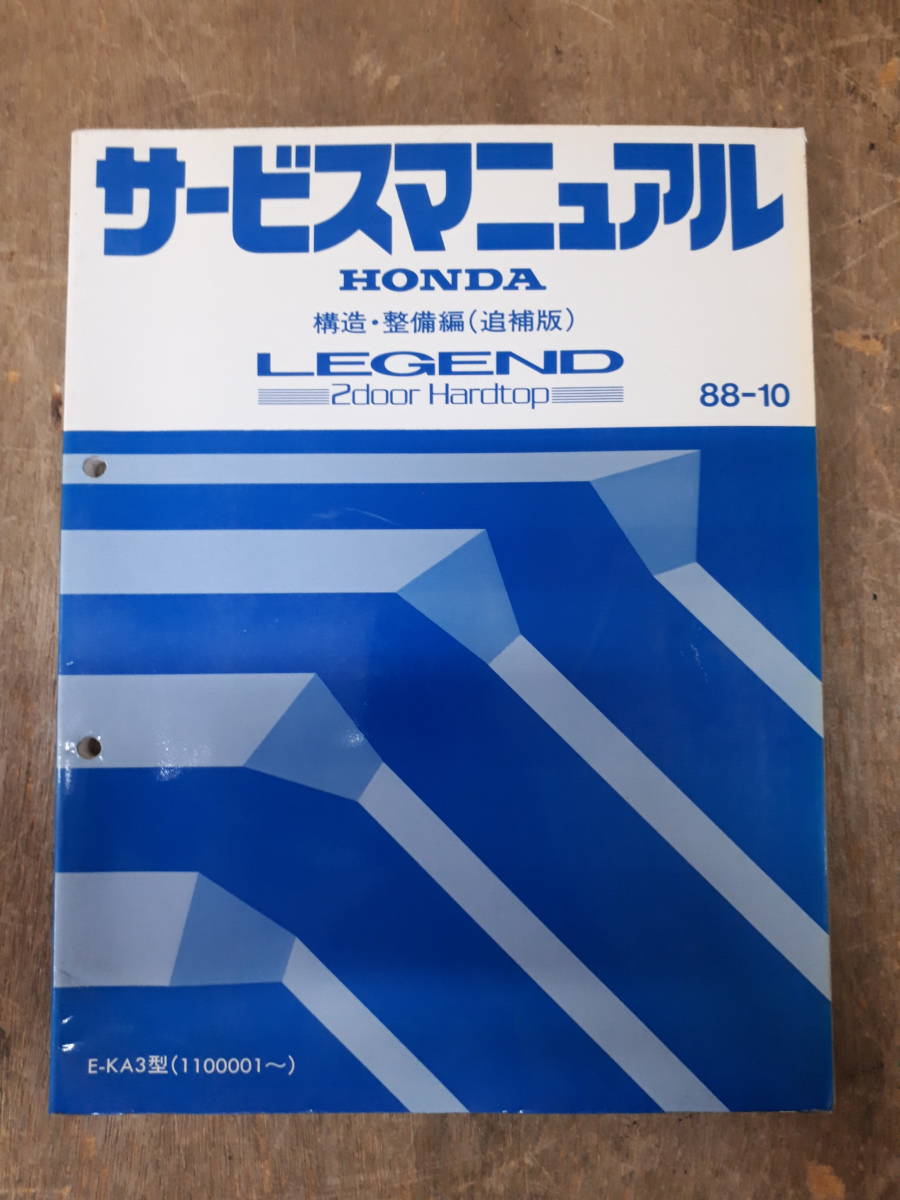 サービスマニュアル
HONDA
構造・整備編(追補版)
LEGEND
2door Hardtop
88-10
E-KA3型(1100001〜)